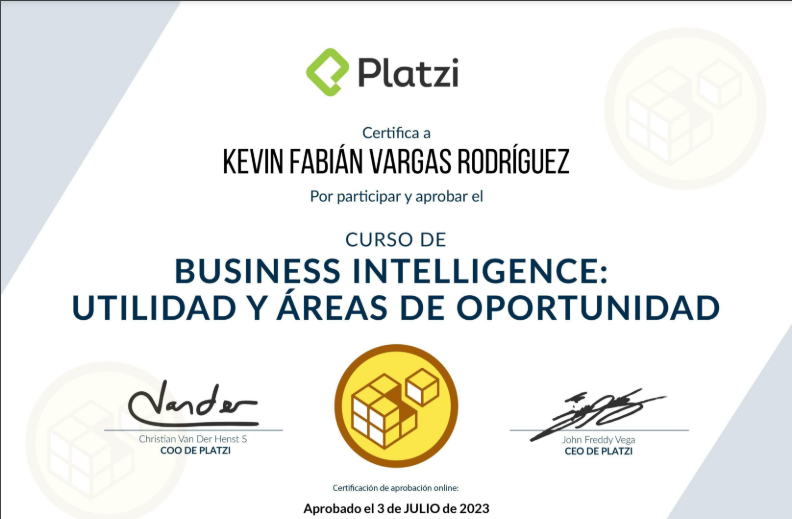 Platzi
Certifica a
KEVIN FABIÁN VARGAS RODRÍGUEZ
Por participar y aprobar el
CURSO DE
BUSINESS INTELLIGENCE:
UTILIDAD Y ÁREAS DE OPORTUNIDAD
Vander
Christian Van Der Henst S
COO DE PLATZI
John Freddy Vega
CEO DE PLATZI
Certificación de aprobación online:
Aprobado el 3 de JULIO de 2023